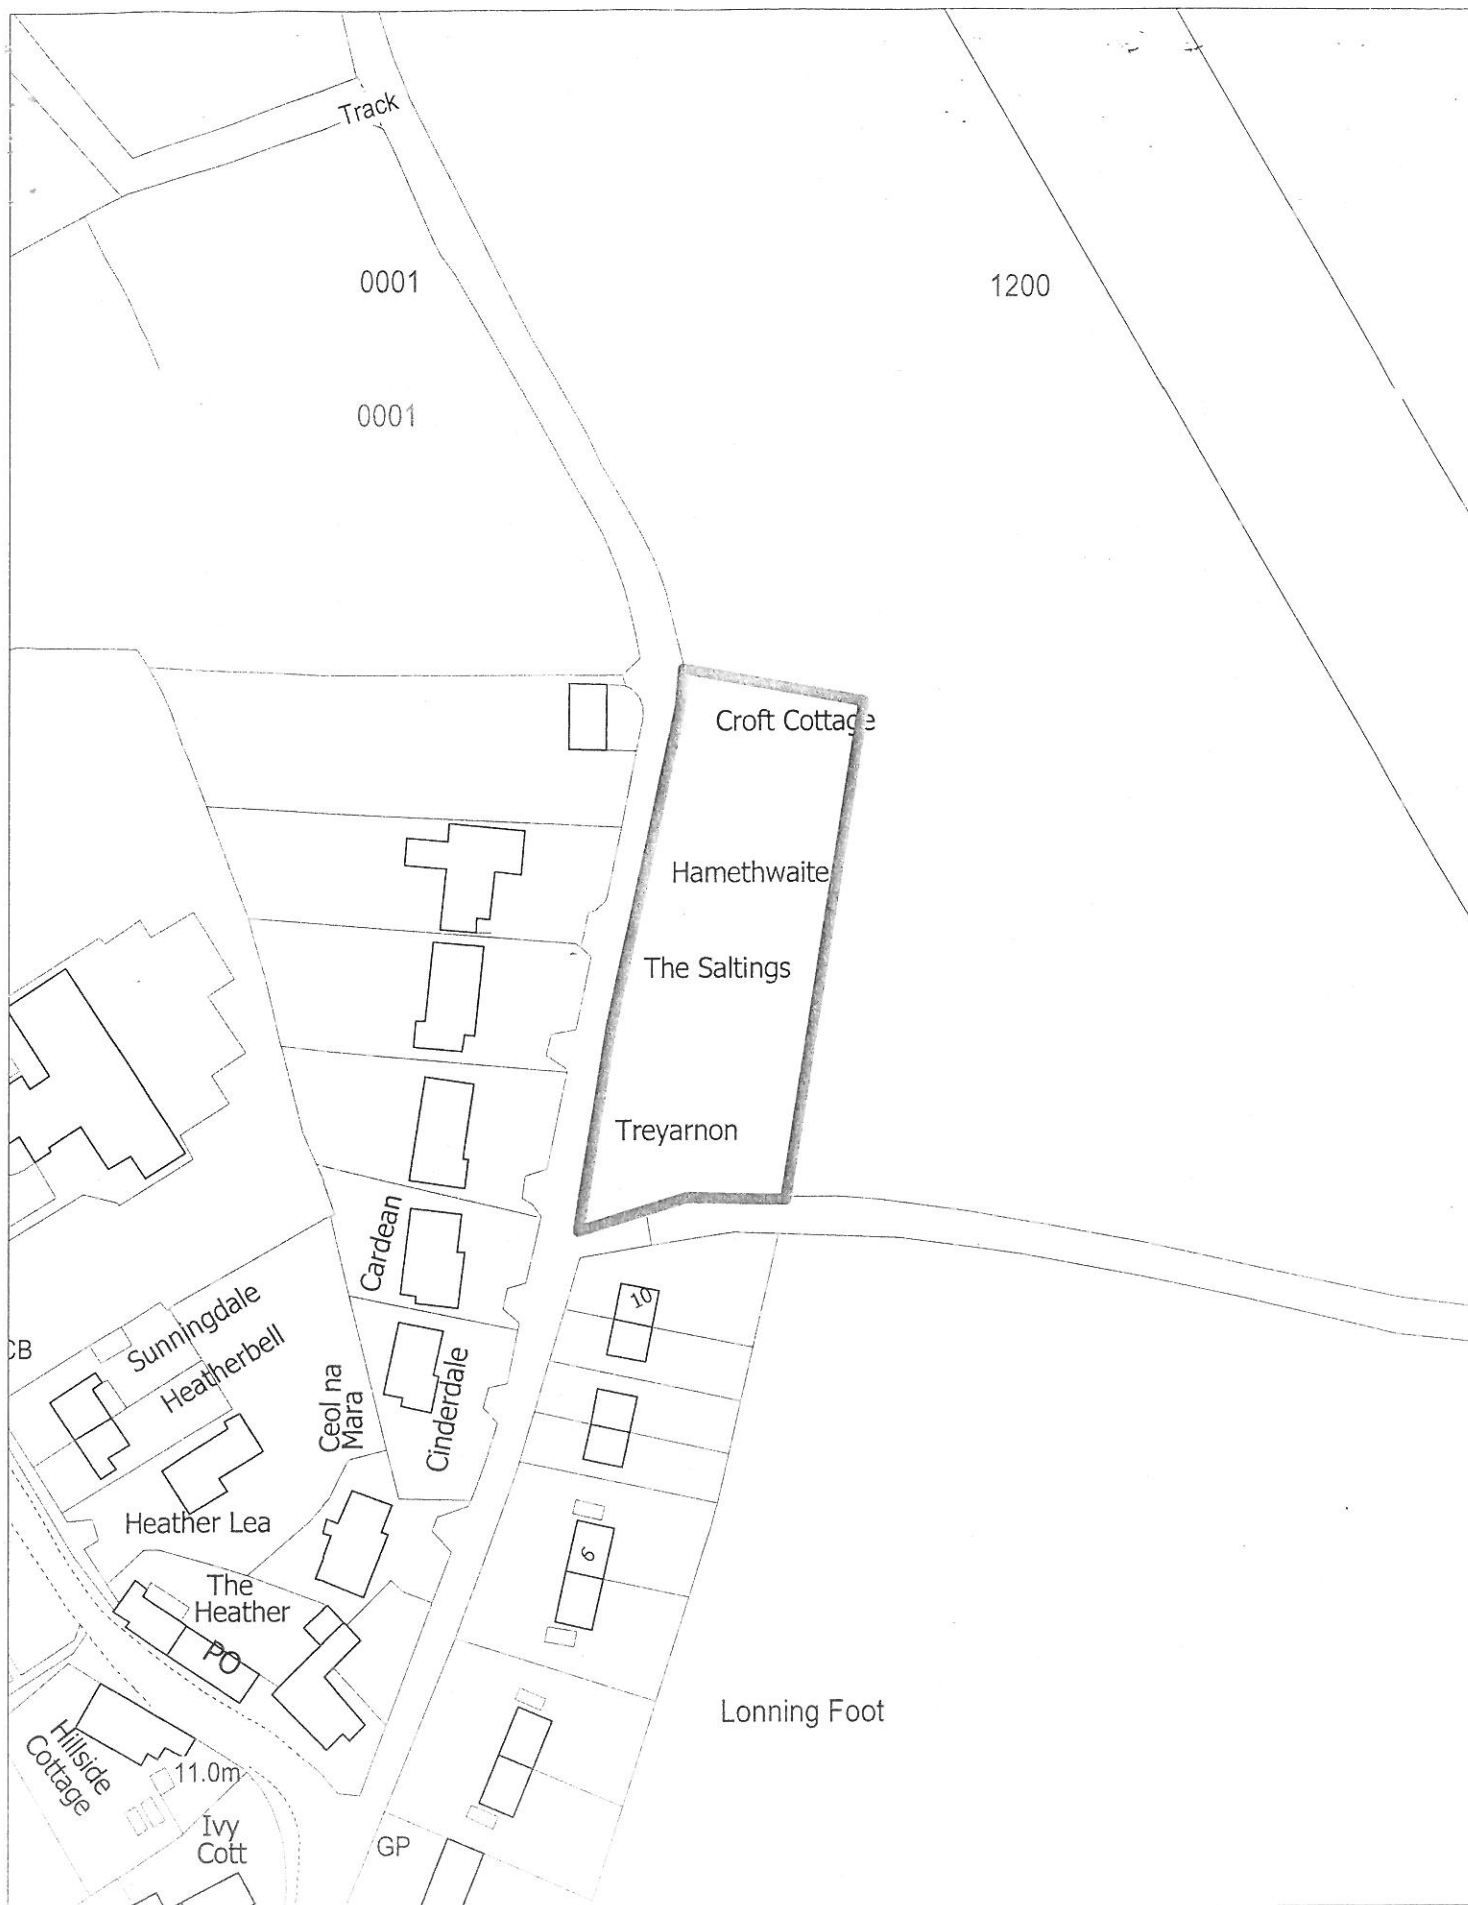 Track
0001
1200
0001
Croft Cottage
Hamethwaite
The Saltings
Treyarnon
Cardean
10
Sunningdale
CB
Heatherbell
Ceol na
Mara
Cinderdale
Heather Lea
6
The
Heather
PO
Lonning Foot
Hillside
Cottage
11.0m
Ivy
Cott
GP